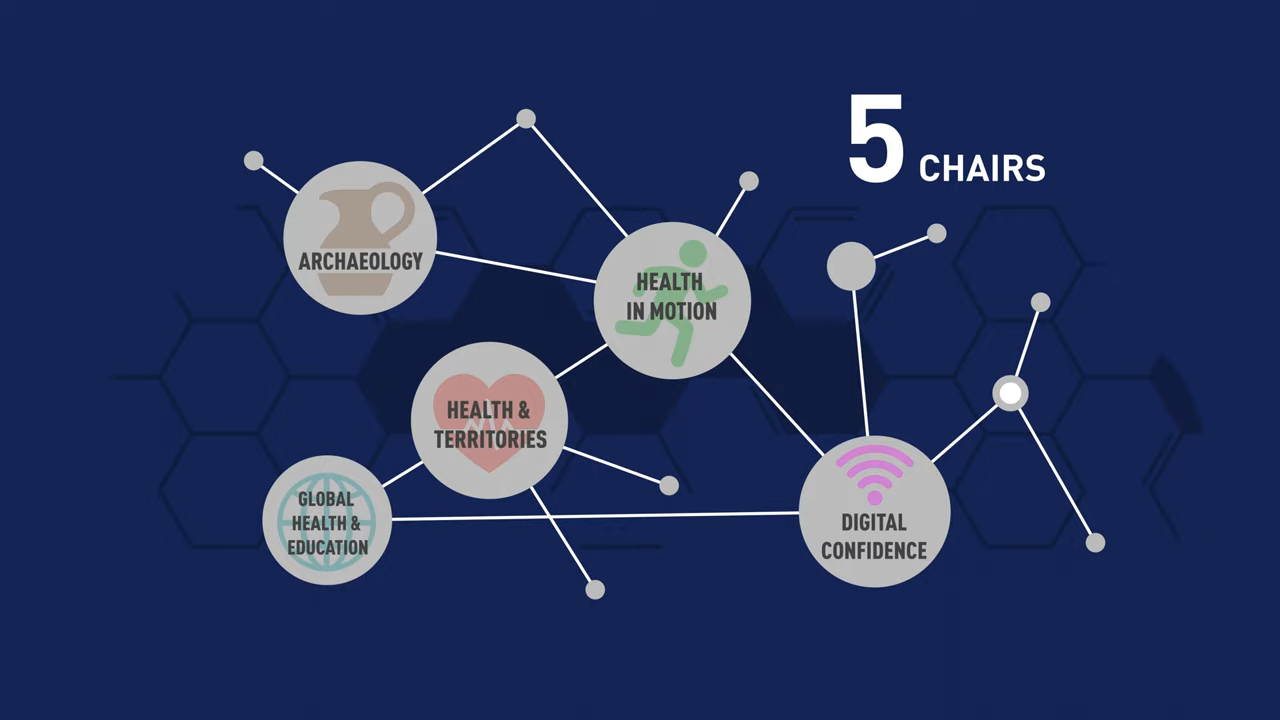 5 CHAIRS
ARCHAEOLOGY
HEALTH
IN MOTION
HEALTH &
TERRITORIES
GLOBAL
HEALTH &
EDUCATION
DIGITAL
CONFIDENCE